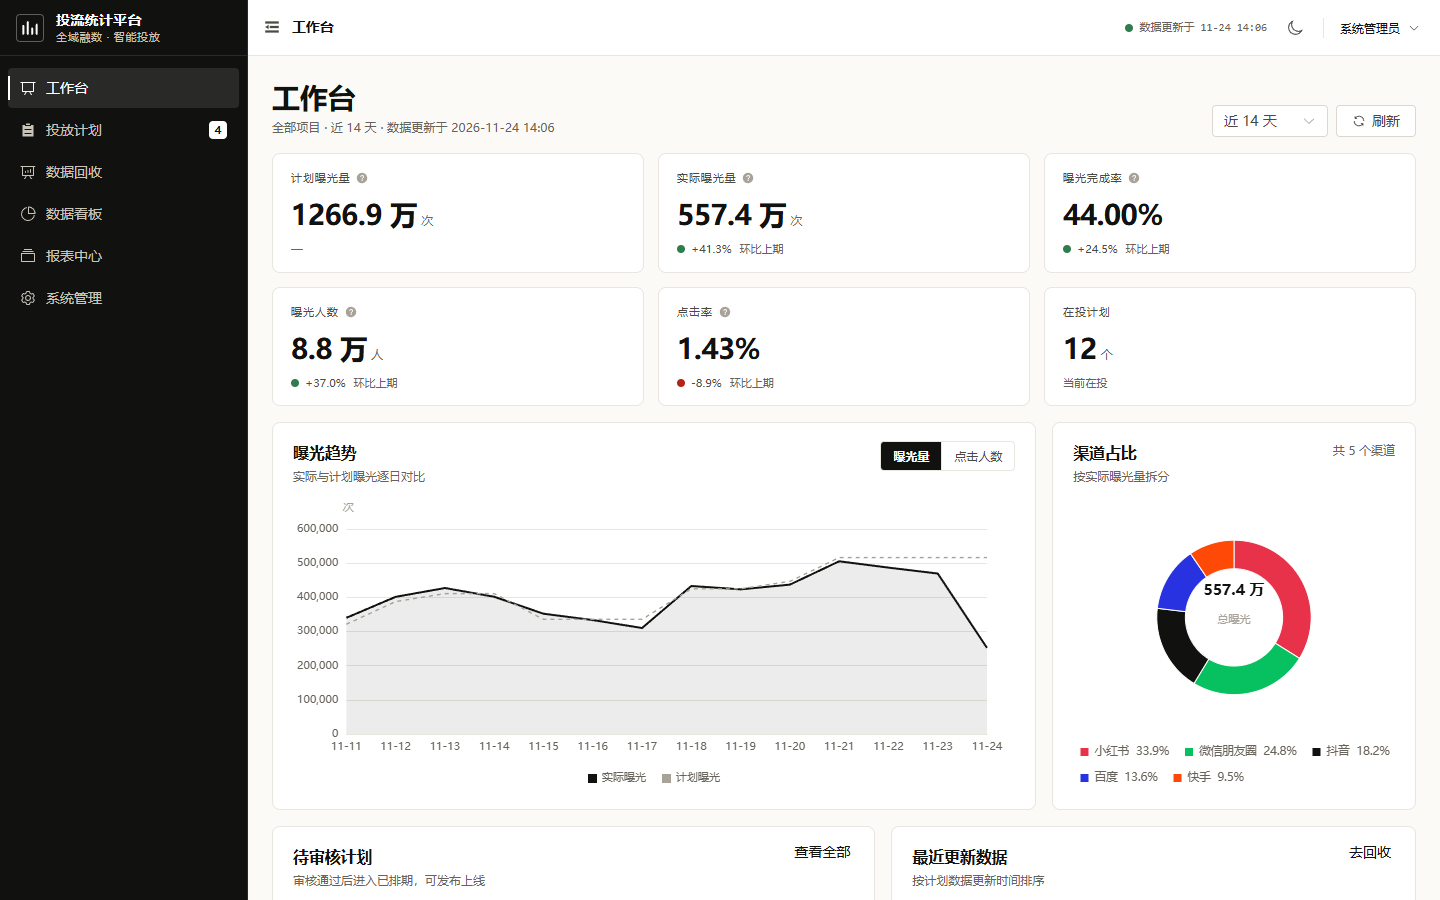 投流统计平台
全域融数 · 智能投放
工作台
投放计划 4
数据回收
数据看板
报表中心
系统管理
工作台
数据更新于 11-24 14:06
系统管理员
工作台
全部项目 · 近 14 天 · 数据更新于 2026-11-24 14:06
近 14 天
刷新
计划曝光量 ?
1266.9 万 次
—
实际曝光量 ?
557.4 万 次
+41.3% 环比上期
曝光完成率 ?
44.00%
+24.5% 环比上期
曝光人数 ?
8.8 万 人
+37.0% 环比上期
点击率 ?
1.43%
-8.9% 环比上期
在投计划
12 个
当前在投
曝光趋势
实际与计划曝光逐日对比
曝光量 点击人数
次
600,000
500,000
400,000
300,000
200,000
100,000
0
11-11 11-12 11-13 11-14 11-15 11-16 11-17 11-18 11-19 11-20 11-21 11-22 11-23 11-24
实际曝光 计划曝光
渠道占比
按实际曝光量拆分
共 5 个渠道
557.4 万
总曝光
小红书 33.9% 微信朋友圈 24.8% 抖音 18.2%
百度 13.6% 快手 9.5%
待审核计划
审核通过后进入已排期，可发布上线
查看全部
最近更新数据
按计划数据更新时间排序
去回收